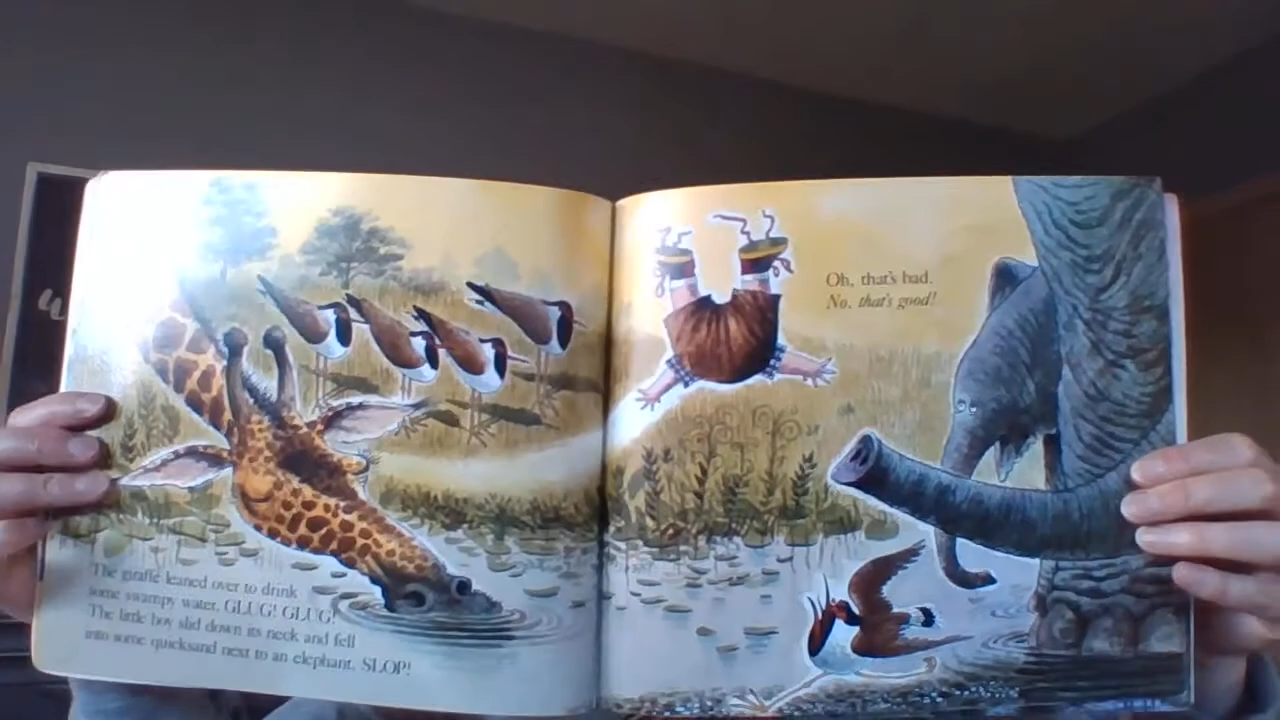 The giraffe leaned over to drink
some swampy water, GLUG! GLUG!
The little boy slid down its neck and fell
into some quicksand next to an elephant, SLOP!
Oh, that's bad.
No, that's good!